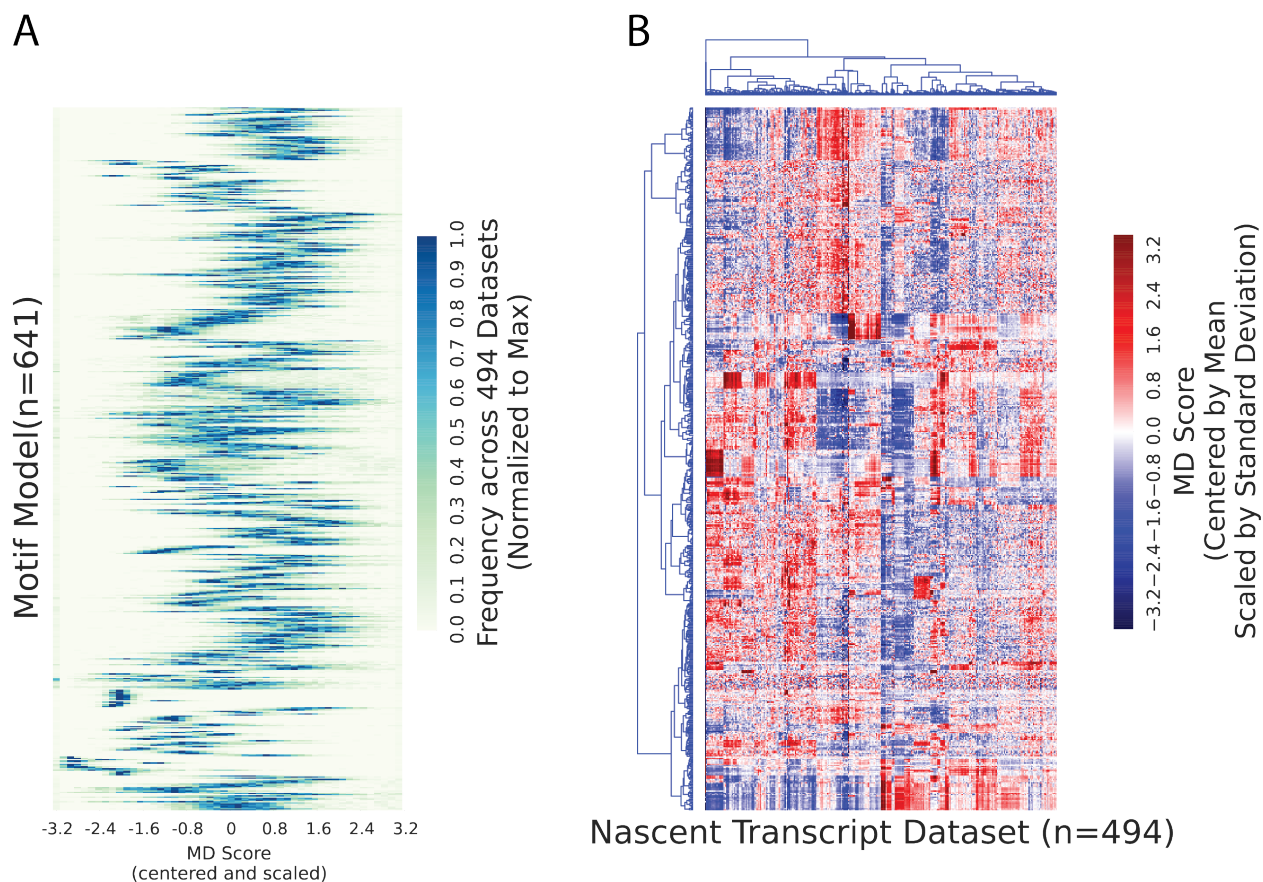 A
Motif Model(n=641)
-3.2 -2.4 -1.6 -0.8 0 0.8 1.6 2.4 3.2
MD Score
(centered and scaled)
0.0 0.1 0.2 0.3 0.4 0.5 0.6 0.7 0.8 0.9 1.0
Frequency across 494 Datasets
(Normalized to Max)
B
Nascent Transcript Dataset (n=494)
−3.2 −2.4 −1.6 −0.8 0.0 0.8 1.6 2.4 3.2
MD Score
(Centered by Mean
Scaled by Standard Deviation)